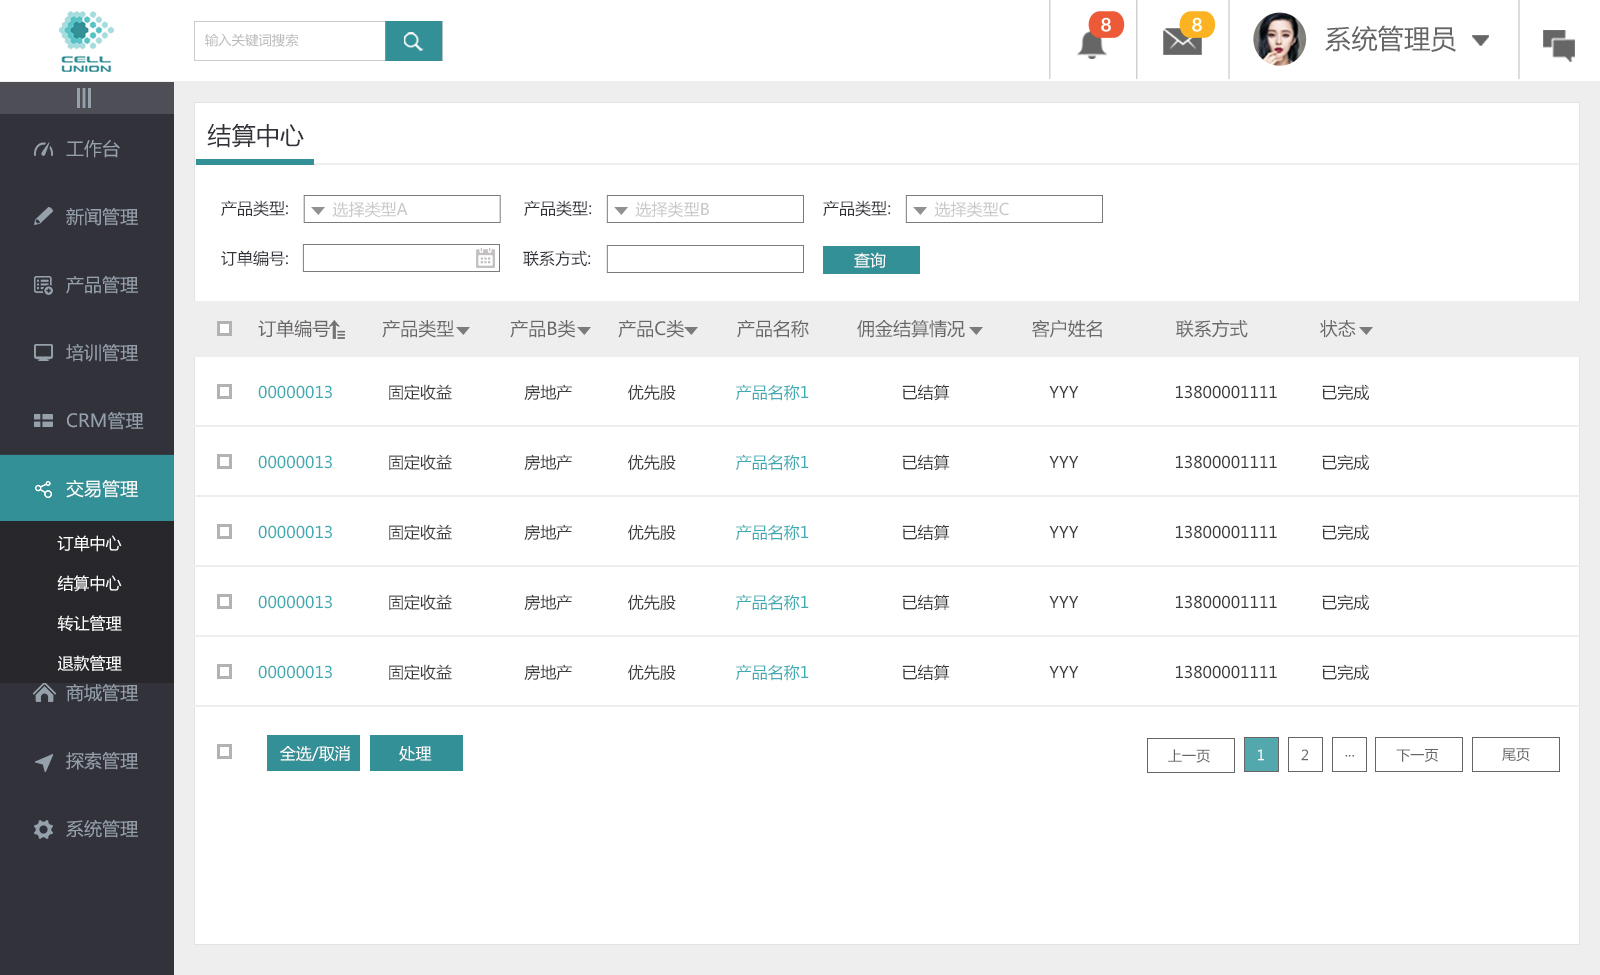 CELL
UNION
输入关键词搜索
8
8
系统管理员
工作台
新闻管理
产品管理
培训管理
CRM管理
交易管理
订单中心
结算中心
转让管理
退款管理
商城管理
探索管理
系统管理
结算中心
产品类型: 选择类型A 产品类型: 选择类型B 产品类型: 选择类型C
订单编号: 联系方式: 查询
订单编号 产品类型 产品B类 产品C类 产品名称 佣金结算情况 客户姓名 联系方式 状态
00000013 固定收益 房地产 优先股 产品名称1 已结算 YYY 13800001111 已完成
00000013 固定收益 房地产 优先股 产品名称1 已结算 YYY 13800001111 已完成
00000013 固定收益 房地产 优先股 产品名称1 已结算 YYY 13800001111 已完成
00000013 固定收益 房地产 优先股 产品名称1 已结算 YYY 13800001111 已完成
00000013 固定收益 房地产 优先股 产品名称1 已结算 YYY 13800001111 已完成
全选/取消 处理 上一页 1 2 ... 下一页 尾页